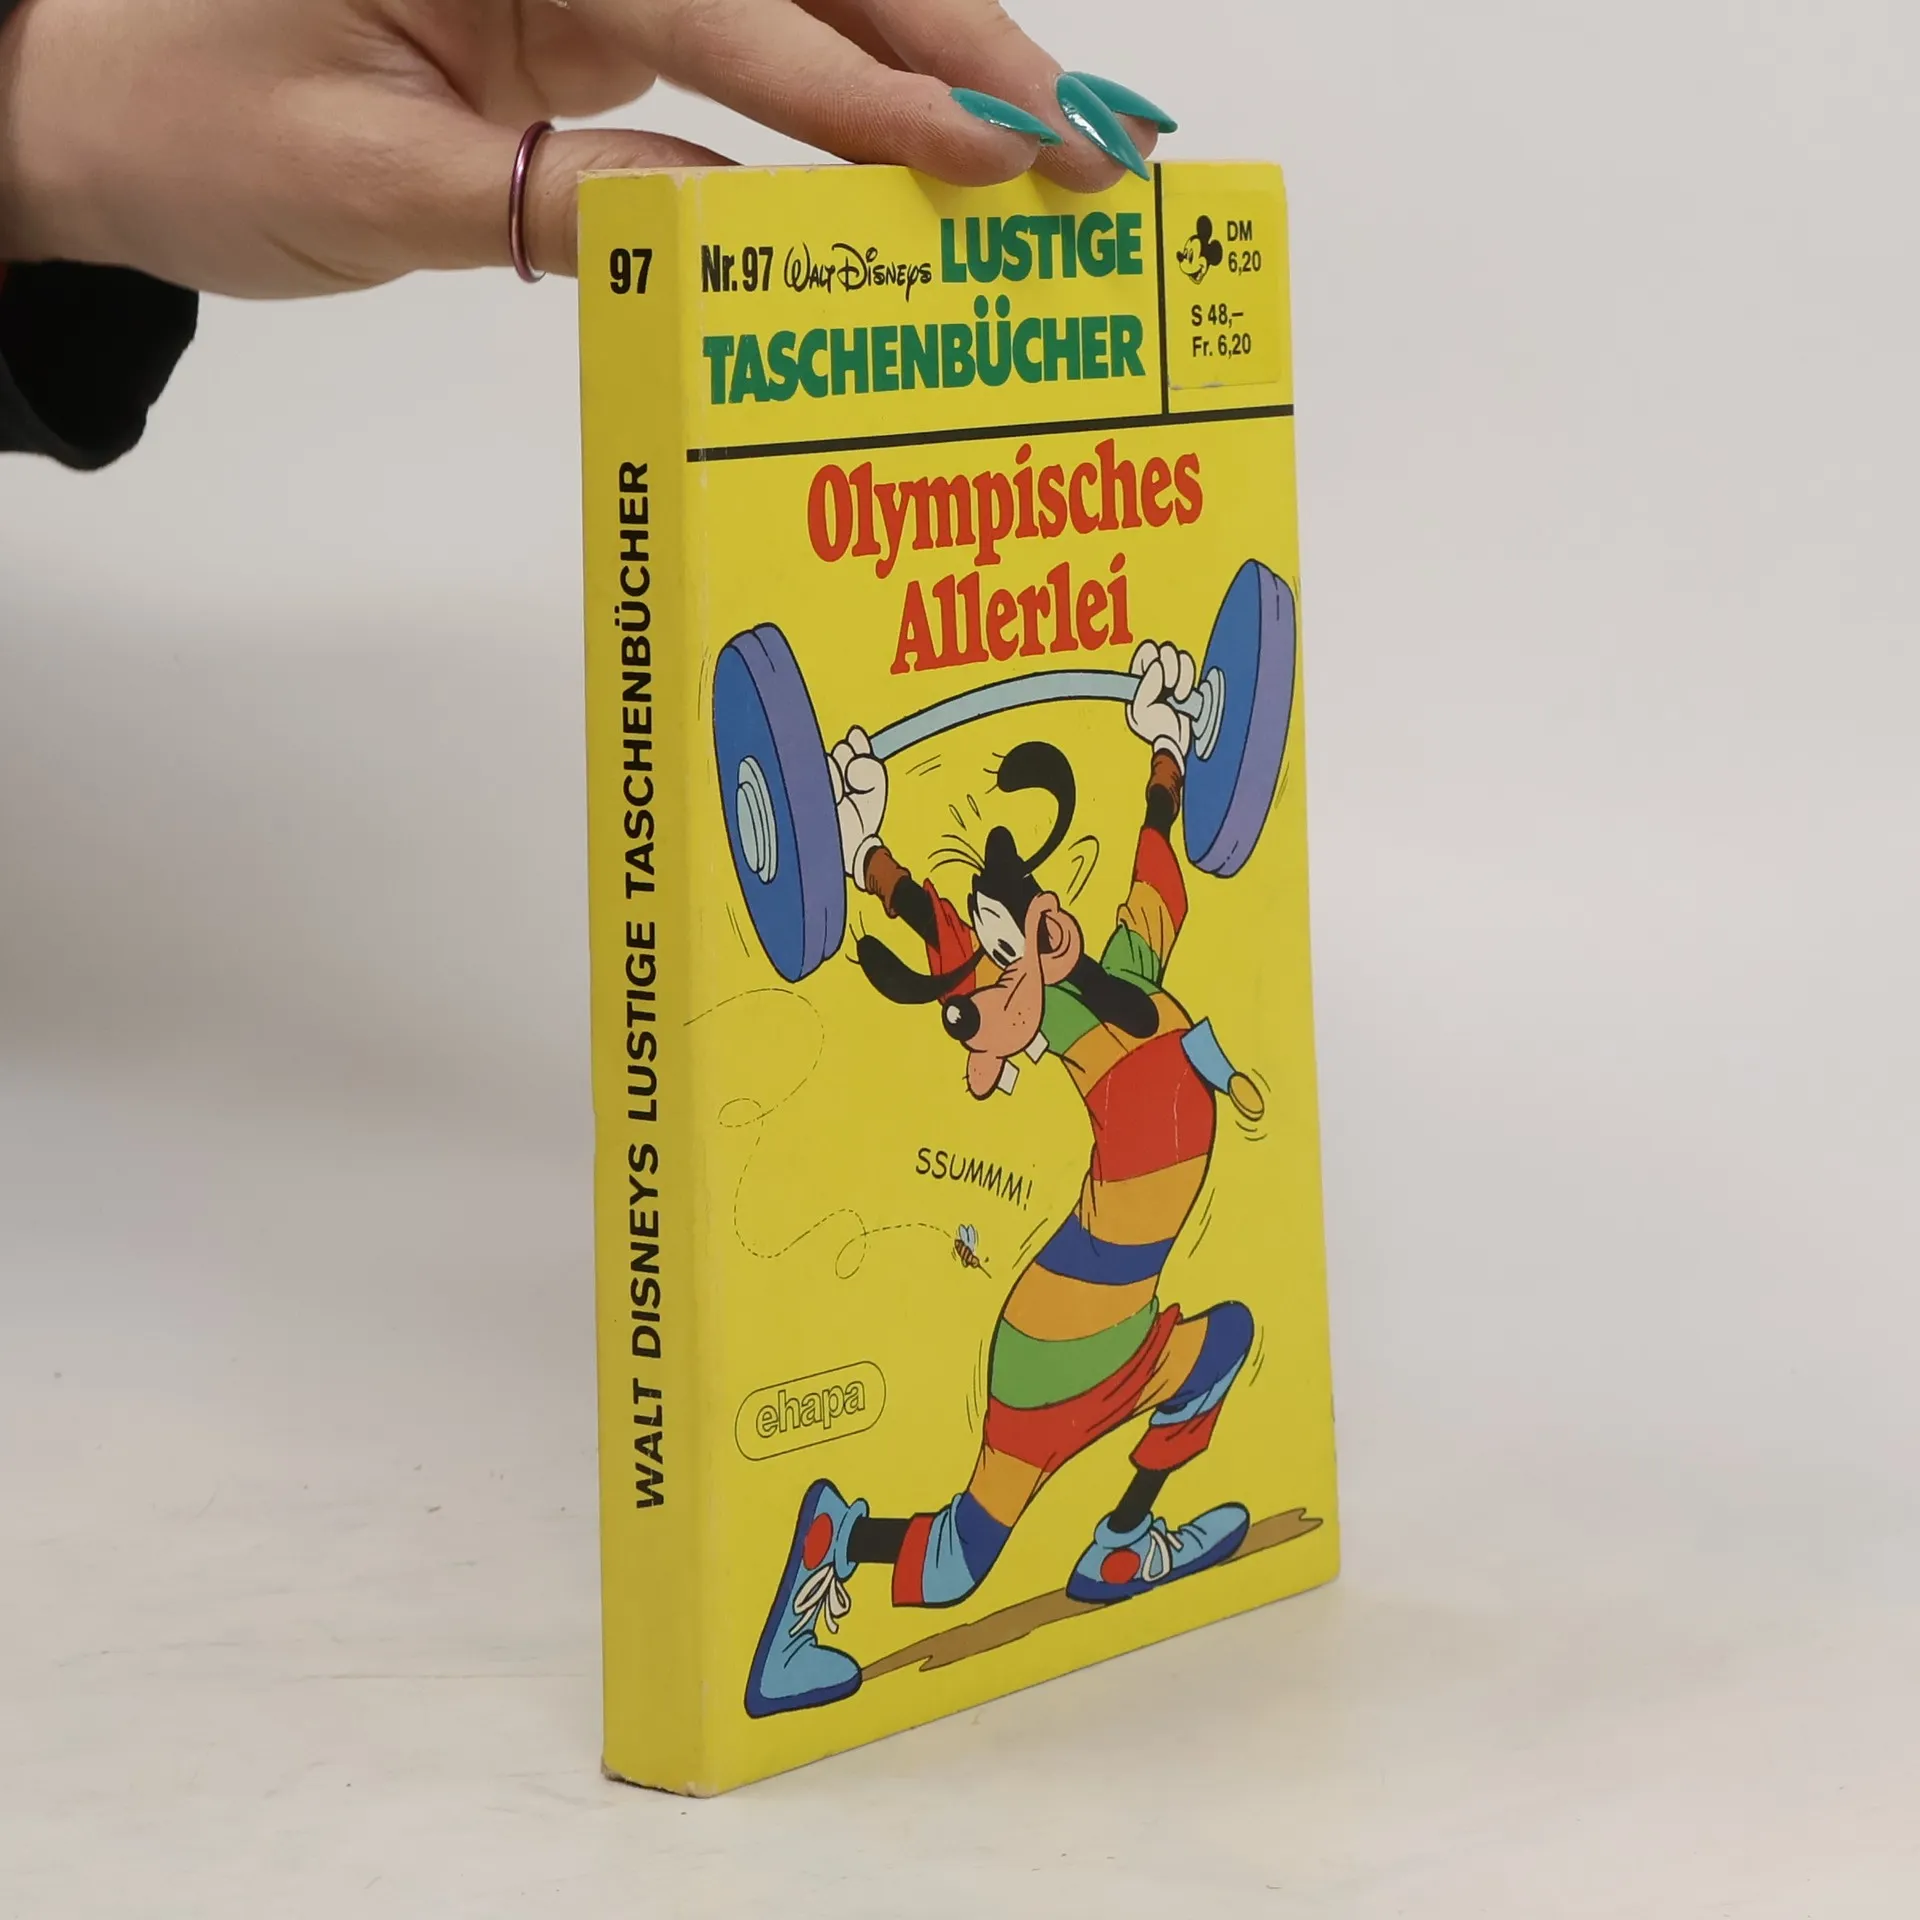 97
WALT DISNEYS LUSTIGE TASCHENBÜCHER
Nr. 97 Walt Disneys LUSTIGE
TASCHENBÜCHER
DM
6,20
S 48,–
Fr. 6,20
Olympisches
Allerlei
SSUMMM!
ehapa